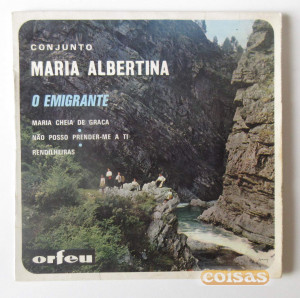 CONJUNTO
MARIA ALBERTINA
O EMIGRANTE
MARIA CHEIA DE GRAÇA
NÃO POSSO PRENDER-ME A TI
RENDILHEIRAS
orfeu
coisas